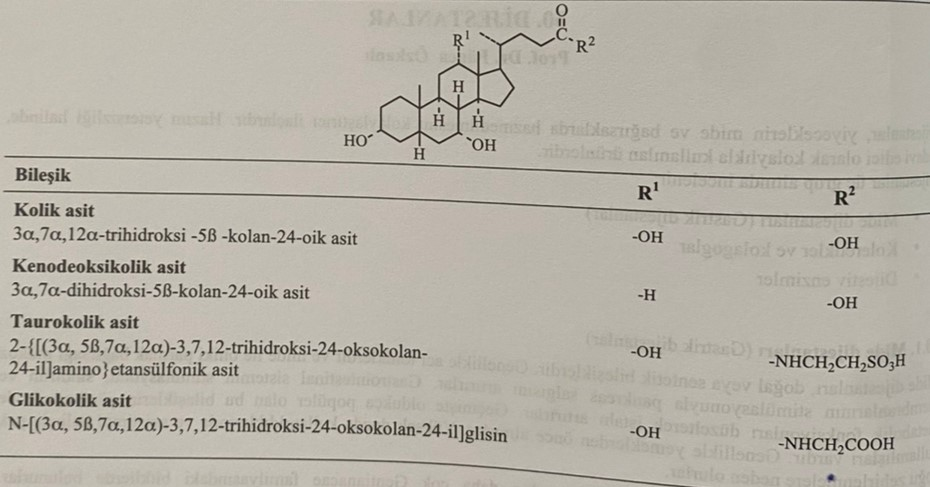 O
C
R¹
R²
H
H
H
HO
OH
H
Bileşik
R¹
R²
Kolik asit
3α,7α,12α-trihidroksi -5ß -kolan-24-oik asit
-OH
-OH
Kenodeoksikolik asit
3α,7α-dihidroksi-5ß-kolan-24-oik asit
-H
-OH
Taurokolik asit
2-{[(3α, 5ß,7α,12α)-3,7,12-trihidroksi-24-oksokolan-
24-il]amino}etansülfonik asit
-OH
-NHCH₂CH₂SO₃H
Glikokolik asit
N-[(3α, 5ß,7α,12α)-3,7,12-trihidroksi-24-oksokolan-24-il]glisin
-OH
-NHCH₂COOH